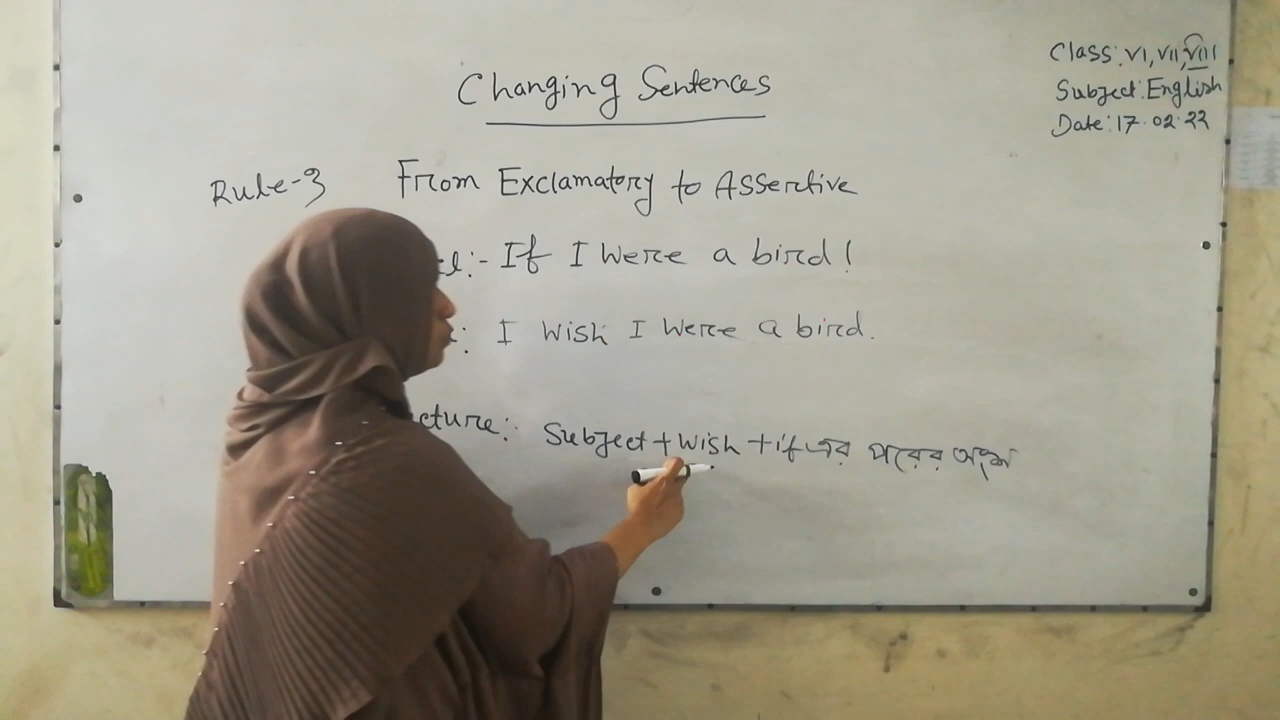 Changing Sentences
Class: VI, VII, VIII
Subject: English
Date: 17.02.22
Rule-3 From Exclamatory to Assertive
:- If I were a bird!
: I wish I were a bird.
cture: Subject + wish + if এর পরের অংশ